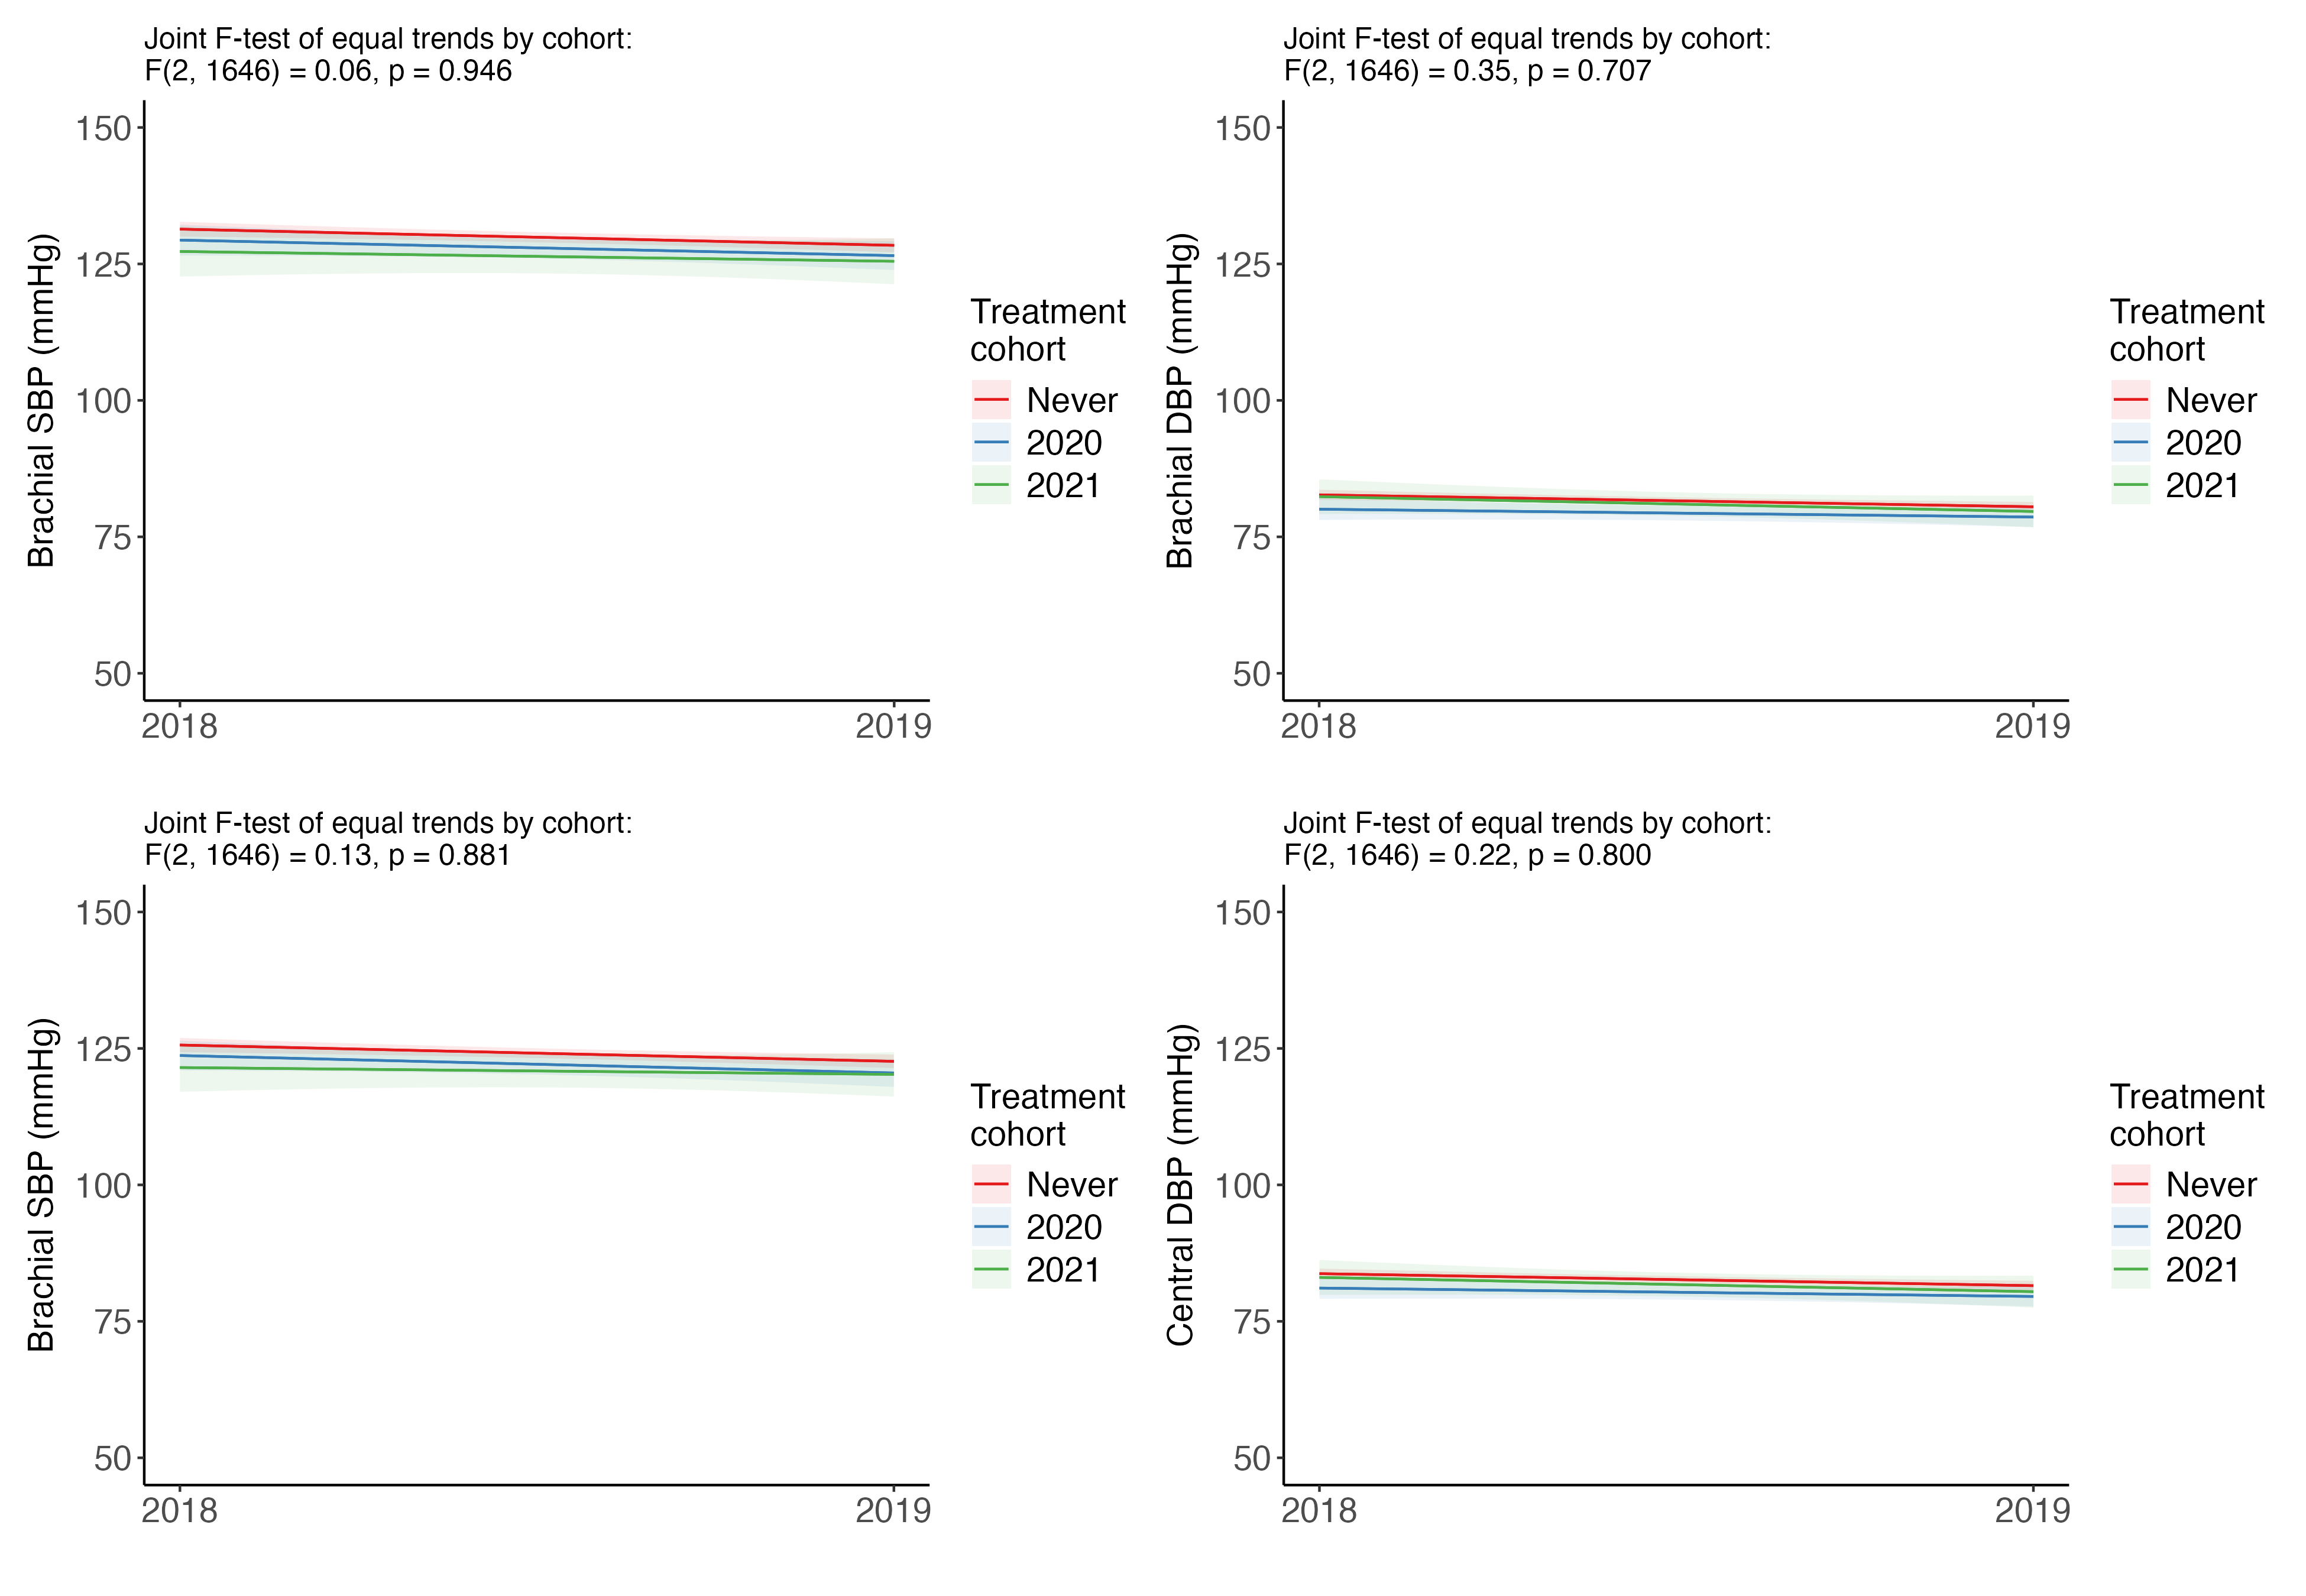 Joint F-test of equal trends by cohort:
F(2, 1646) = 0.06, p = 0.946
Brachial SBP (mmHg)
150
125
100
75
50
2018
2019
Treatment
cohort
Never
2020
2021
Joint F-test of equal trends by cohort:
F(2, 1646) = 0.35, p = 0.707
Brachial DBP (mmHg)
150
125
100
75
50
2018
2019
Treatment
cohort
Never
2020
2021
Joint F-test of equal trends by cohort:
F(2, 1646) = 0.13, p = 0.881
Brachial SBP (mmHg)
150
125
100
75
50
2018
2019
Treatment
cohort
Never
2020
2021
Joint F-test of equal trends by cohort:
F(2, 1646) = 0.22, p = 0.800
Central DBP (mmHg)
150
125
100
75
50
2018
2019
Treatment
cohort
Never
2020
2021